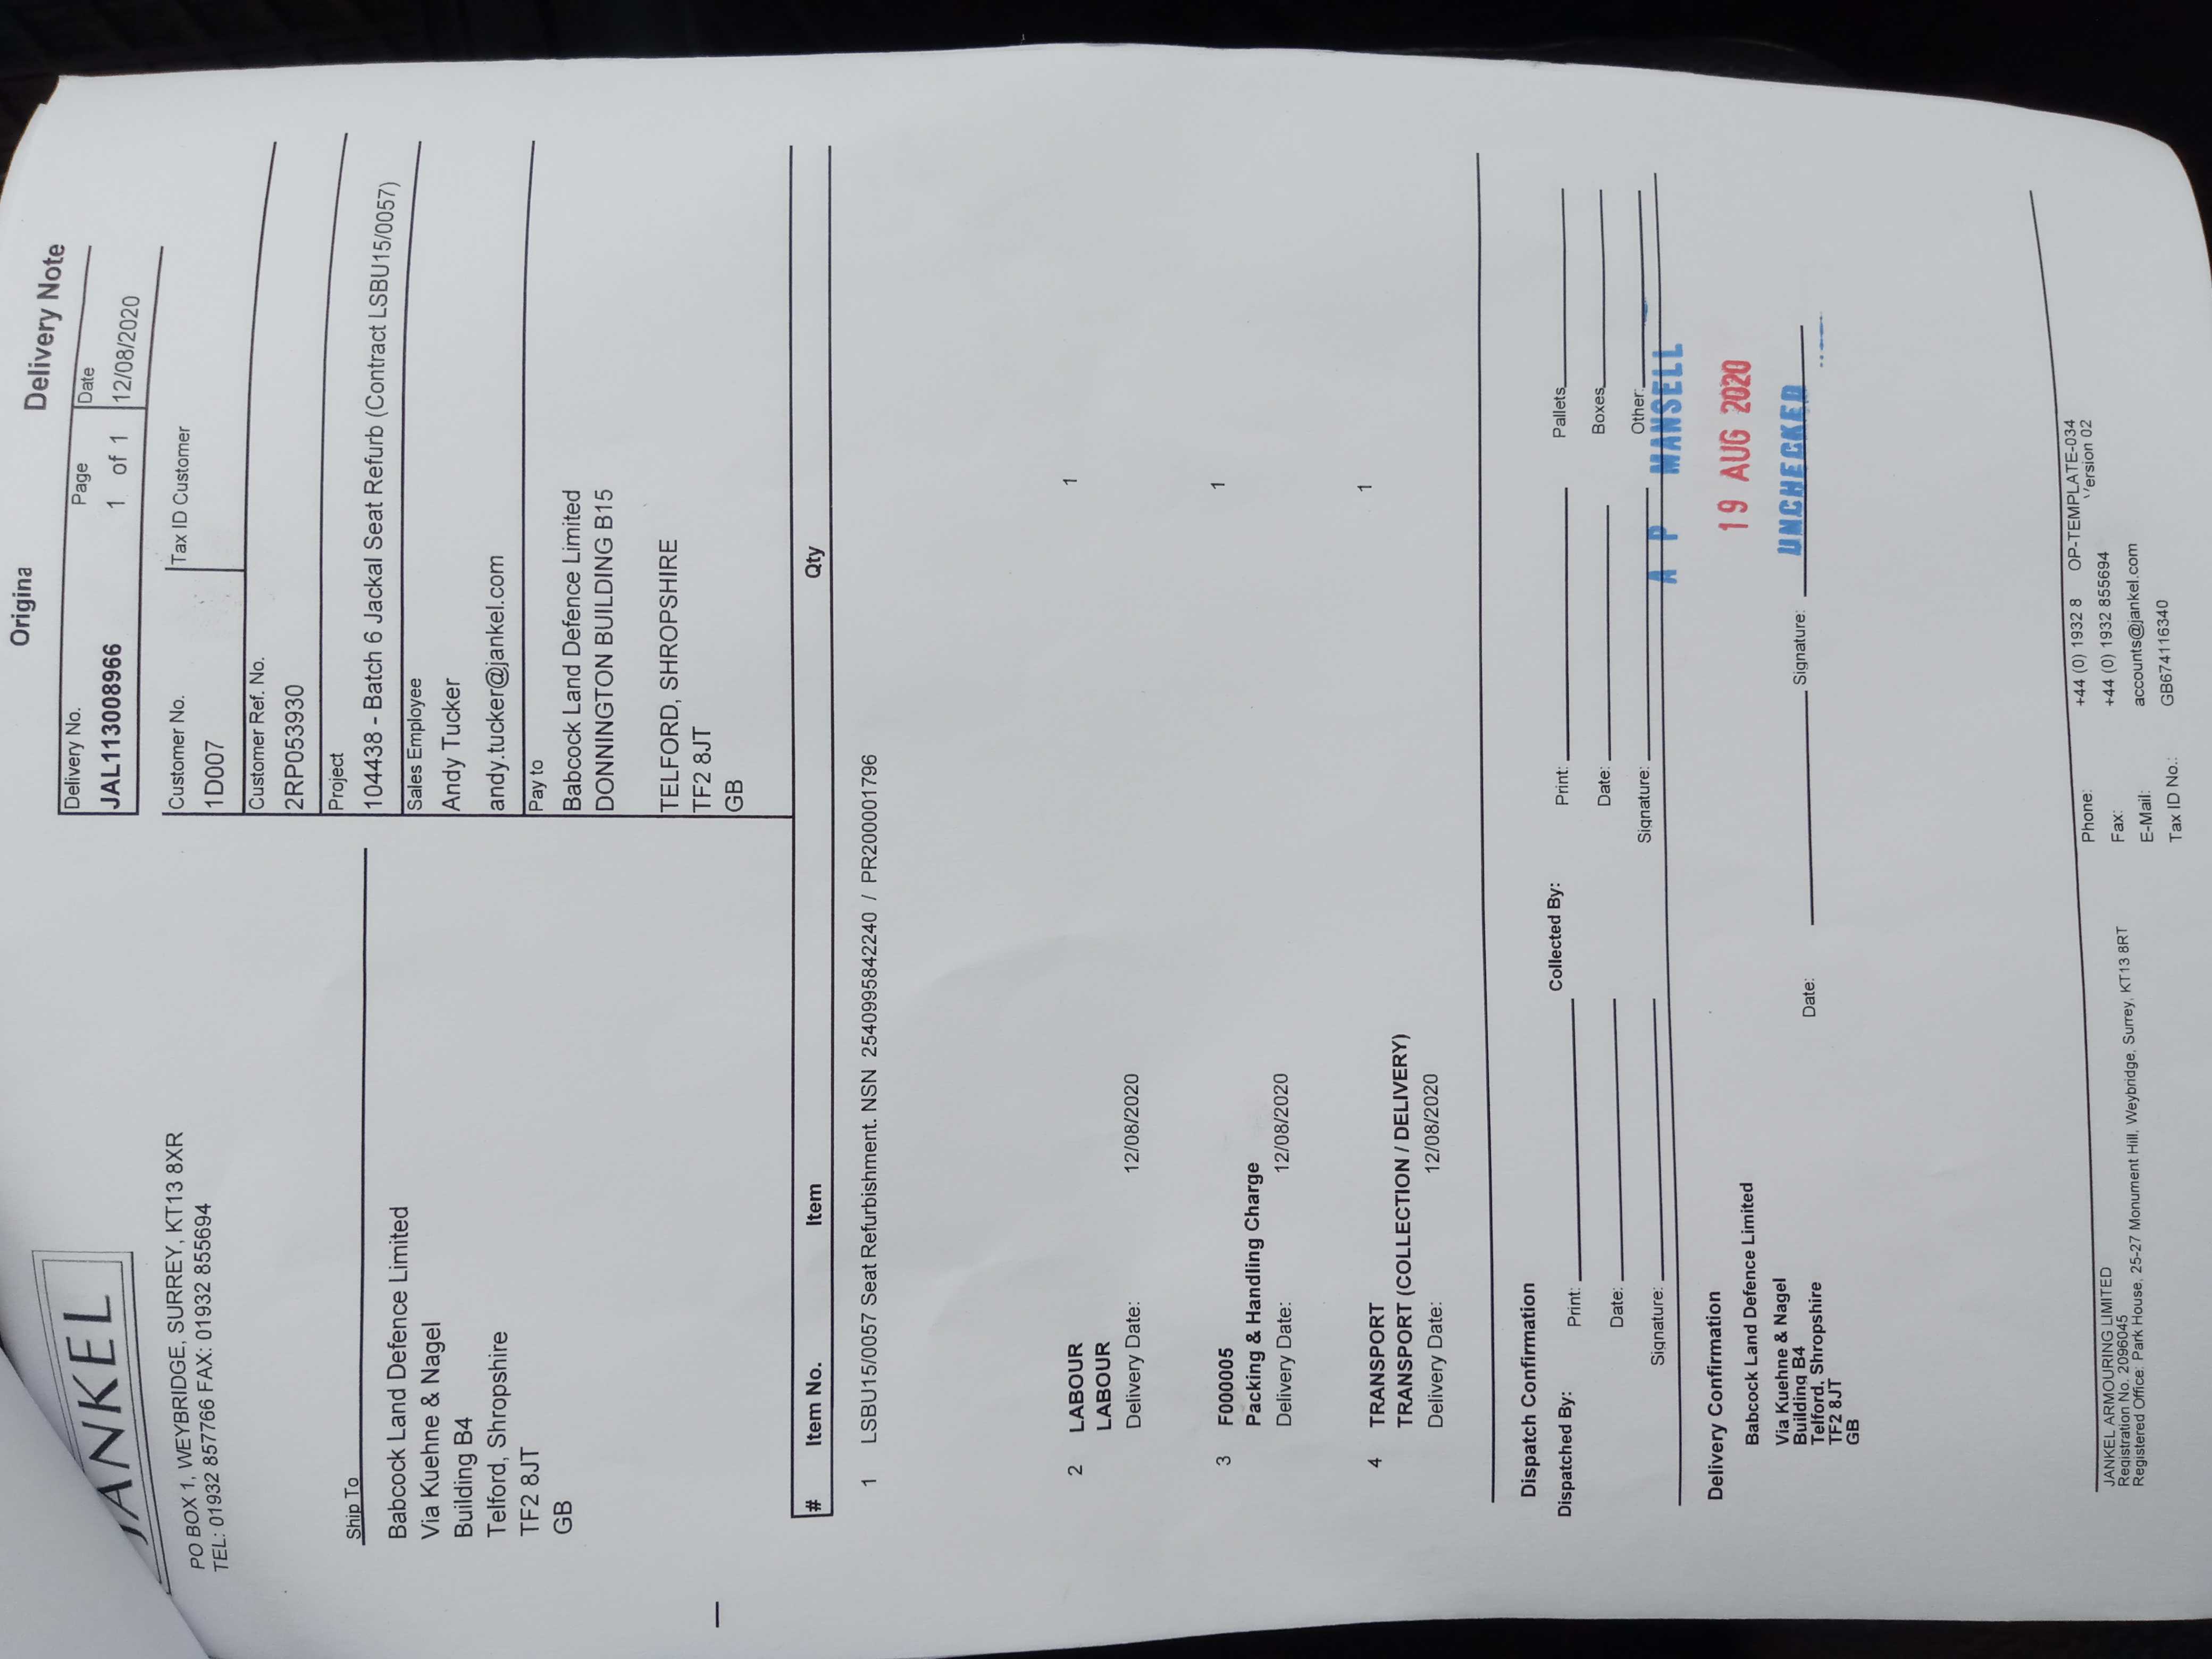 JANKEL
PO BOX 1, WEYBRIDGE, SURREY, KT13 8XR
TEL: 01932 857766 FAX: 01932 855694
Origina
Delivery Note
Delivery No. Page Date
JAL113008966 1 of 1 12/08/2020
Customer No. Tax ID Customer
1D007
Customer Ref. No.
2RP053930
Project
104438 - Batch 6 Jackal Seat Refurb (Contract LSBU15/0057)
Sales Employee
Andy Tucker
andy.tucker@jankel.com
Ship To
Babcock Land Defence Limited
Via Kuehne & Nagel
Building B4
Telford, Shropshire
TF2 8JT
GB
Pay to
Babcock Land Defence Limited
DONNINGTON BUILDING B15
TELFORD, SHROPSHIRE
TF2 8JT
GB
# Item No. Item Qty
1 LSBU15/0057 Seat Refurbishment. NSN 2540995842240 / PR200001796
2 LABOUR 1
LABOUR
Delivery Date: 12/08/2020
3 F000005 1
Packing & Handling Charge
Delivery Date: 12/08/2020
4 TRANSPORT 1
TRANSPORT (COLLECTION / DELIVERY)
Delivery Date: 12/08/2020
Dispatch Confirmation
Dispatched By: Print: Collected By: Print: Pallets
Date: Date: Boxes
Signature: Signature: Other:
A P MANSELL
Delivery Confirmation
19 AUG 2020
Babcock Land Defence Limited
Via Kuehne & Nagel
Building B4
Telford, Shropshire
TF2 8JT
GB
Date: Signature: UNCHECKED
JANKEL ARMOURING LIMITED
Registration No. 2096045
Registered Office: Park House, 25-27 Monument Hill, Weybridge, Surrey, KT13 8RT
Phone: +44 (0) 1932 8 OP-TEMPLATE-034
Version 02
Fax: +44 (0) 1932 855694
E-Mail: accounts@jankel.com
Tax ID No.: GB674116340